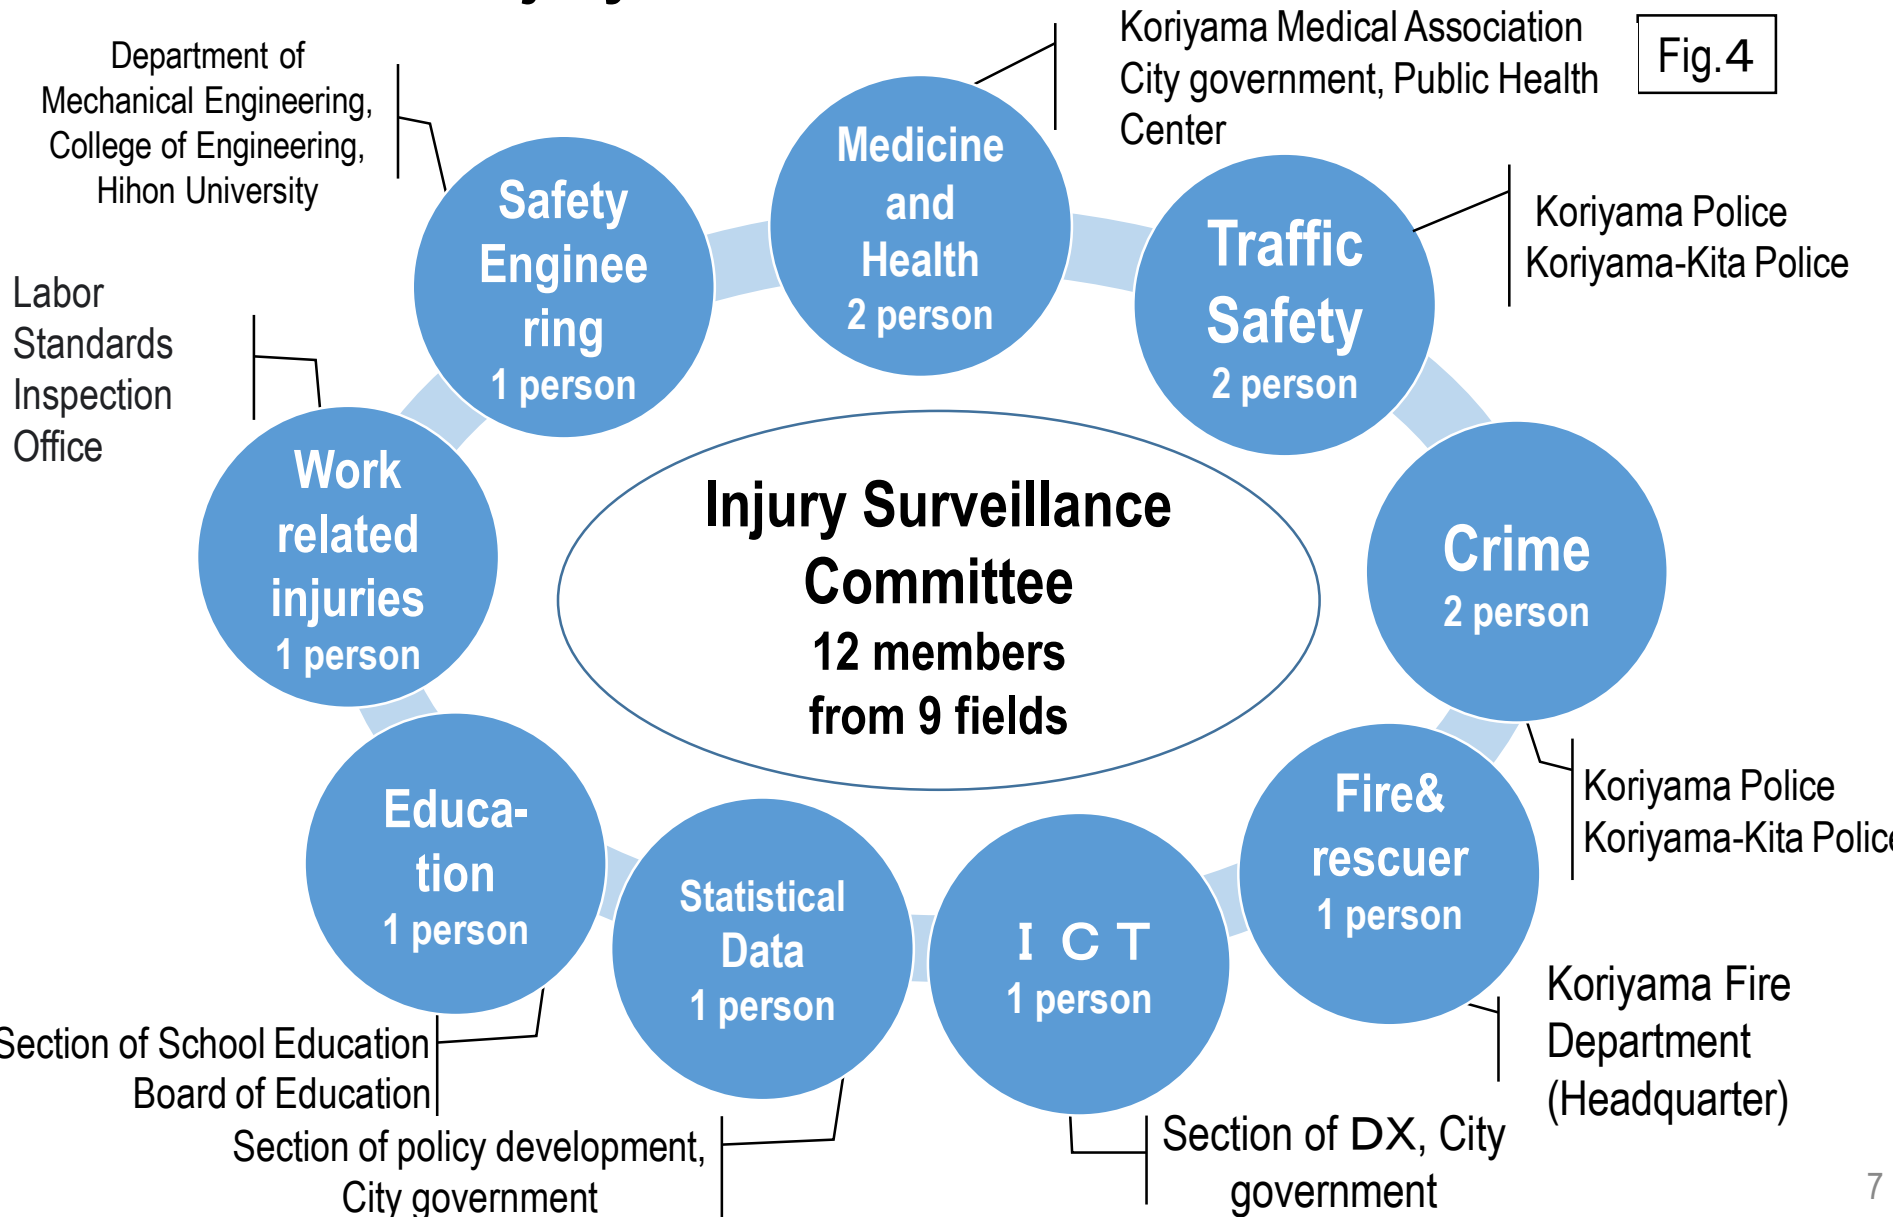 Fig.4
Department of
Mechanical Engineering,
College of Engineering,
Hihon University
Koriyama Medical Association
City government, Public Health
Center
Koriyama Police
Koriyama-Kita Police
Labor
Standards
Inspection
Office
Safety
Enginee
ring
1 person
Medicine
and
Health
2 person
Traffic
Safety
2 person
Work
related
injuries
1 person
Injury Surveillance
Committee
12 members
from 9 fields
Crime
2 person
Koriyama Police
Koriyama-Kita Police
Educa-
tion
1 person
Statistical
Data
1 person
I C T
1 person
Fire&
rescuer
1 person
Koriyama Fire
Department
(Headquarter)
Section of School Education
Board of Education
Section of policy development,
City government
Section of DX, City
government
7